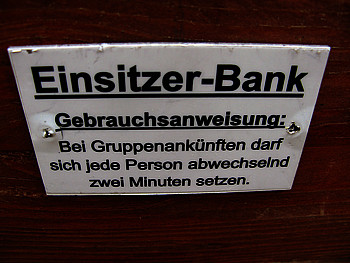 Einsitzer-Bank
Gebrauchsanweisung:
Bei Gruppenankünften darf
sich jede Person abwechselnd
zwei Minuten setzen.